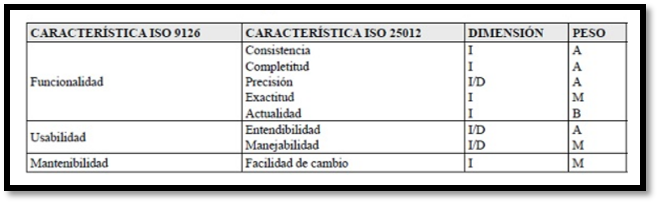 CARACTERÍSTICA ISO 9126 CARACTERÍSTICA ISO 25012 DIMENSIÓN PESO
Funcionalidad
Consistencia I A
Completitud I A
Precisión I/D A
Exactitud I M
Actualidad I B
Usabilidad
Entendibilidad I/D A
Manejabilidad I/D M
Mantenibilidad Facilidad de cambio I M